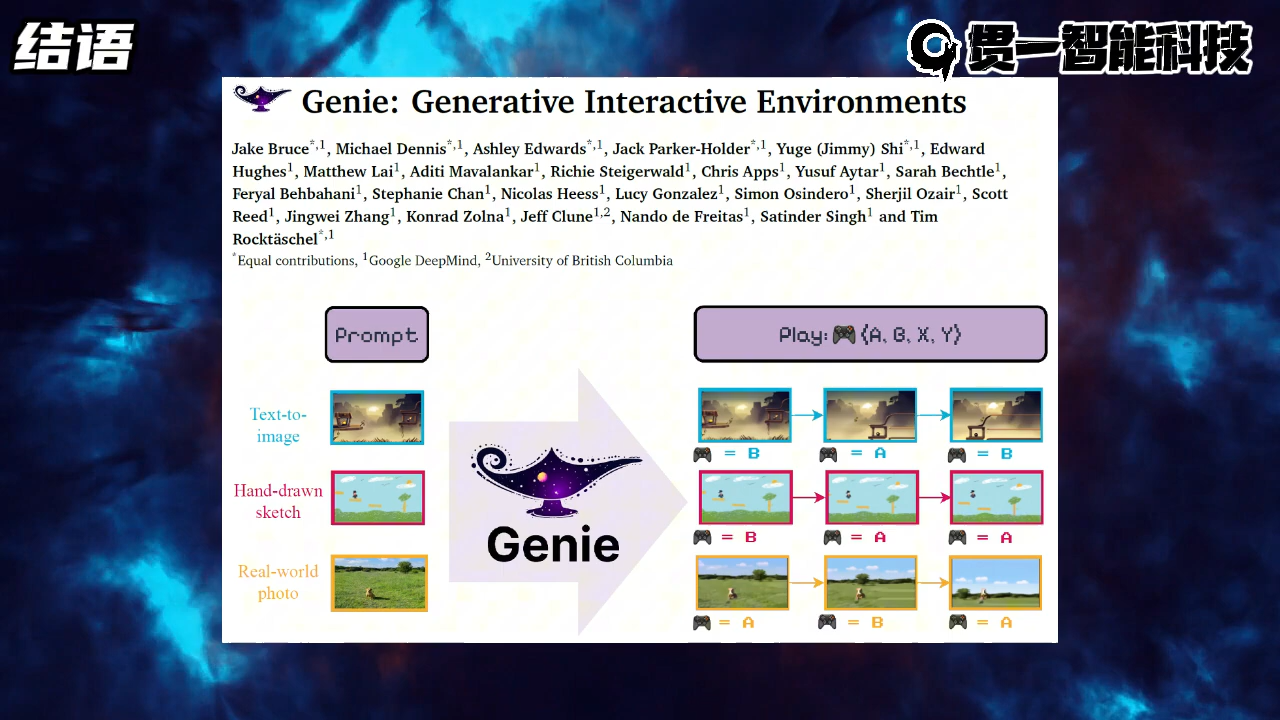 结语
贯一智能科技
Genie: Generative Interactive Environments
Jake Bruce*,1, Michael Dennis*,1, Ashley Edwards*,1, Jack Parker-Holder*,1, Yuge (Jimmy) Shi*,1, Edward
Hughes1, Matthew Lai1, Aditi Mavalankar1, Richie Steigerwald1, Chris Apps1, Yusuf Aytar1, Sarah Bechtle1,
Feryal Behbahani1, Stephanie Chan1, Nicolas Heess1, Lucy Gonzalez1, Simon Osindero1, Sherjil Ozair1, Scott
Reed1, Jingwei Zhang1, Konrad Zolna1, Jeff Clune1,2, Nando de Freitas1, Satinder Singh1 and Tim
Rocktäschel*,1
*Equal contributions, 1Google DeepMind, 2University of British Columbia
Prompt
Play: {A, B, X, Y}
Text-to-
image
= B
= A
= B
Hand-drawn
sketch
= B
= A
= A
Genie
Real-world
photo
= A
= B
= A